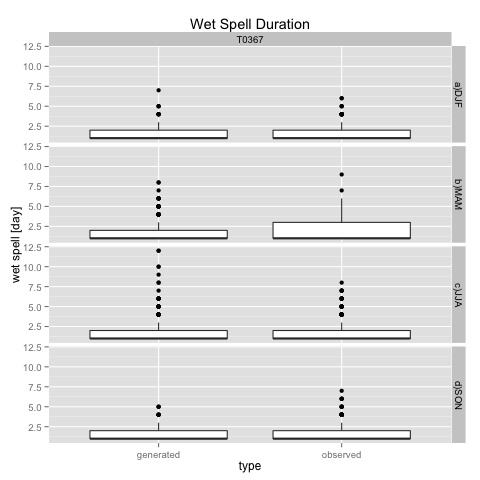 Wet Spell Duration
T0367
12.5
10.0
7.5
5.0
2.5
a)DJF
12.5
10.0
7.5
5.0
2.5
b)MAM
12.5
10.0
7.5
5.0
2.5
c)JJA
12.5
10.0
7.5
5.0
2.5
d)SON
wet spell [day]
generated observed
type